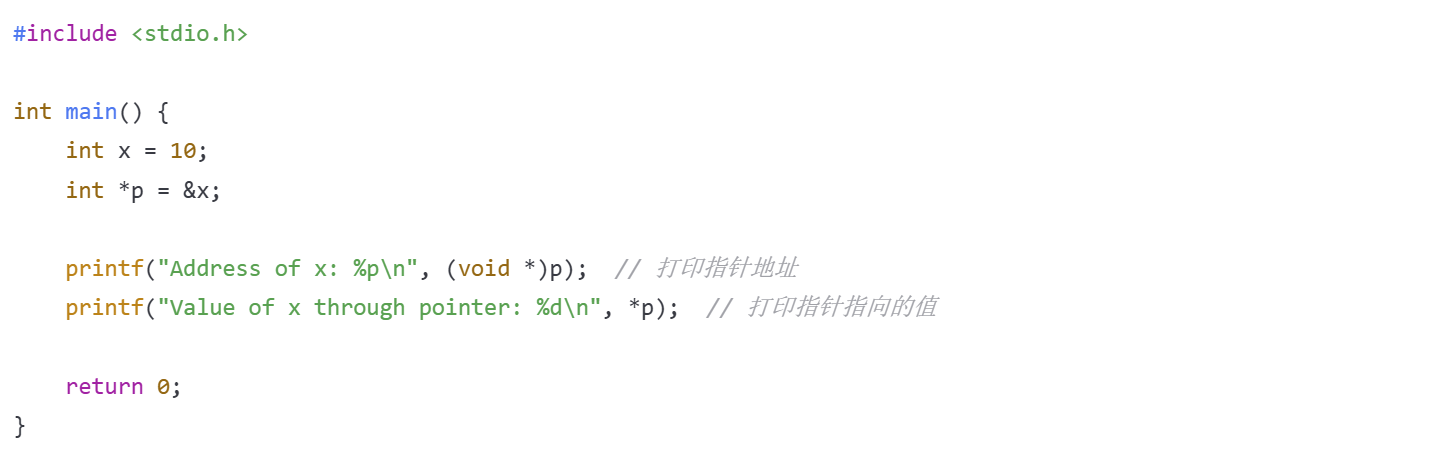 #include <stdio.h>
int main() {
    int x = 10;
    int *p = &x;
    printf("Address of x: %p\n", (void *)p);  // 打印指针地址
    printf("Value of x through pointer: %d\n", *p);  // 打印指针指向的值
    return 0;
}